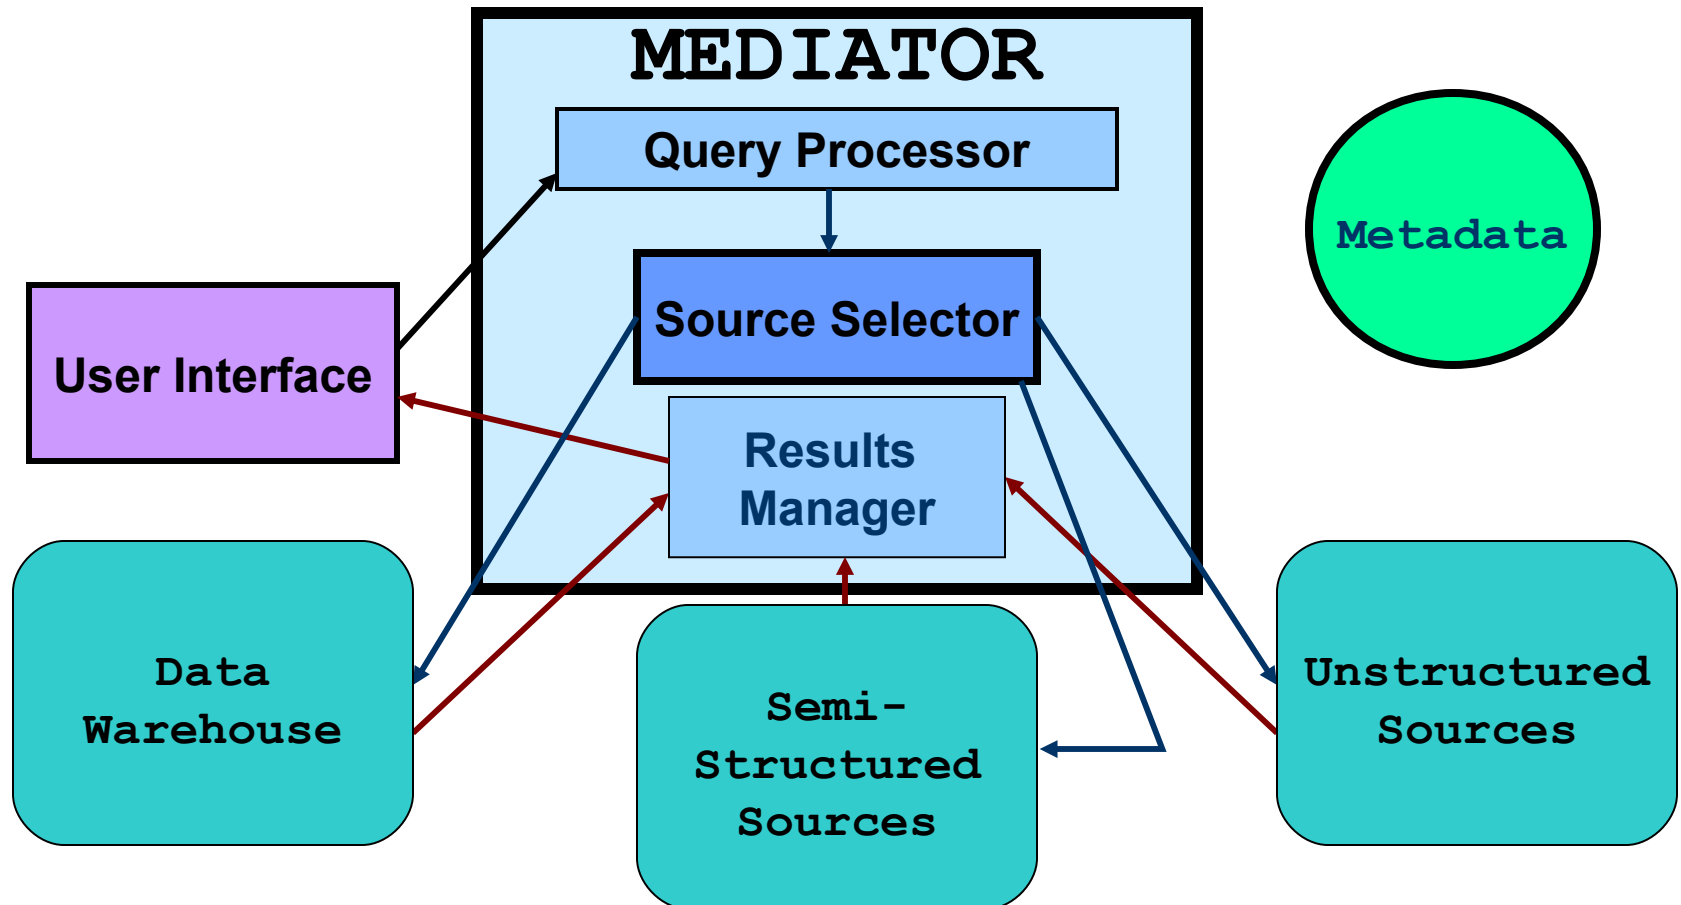 MEDIATOR
Query Processor
Metadata
Source Selector
User Interface
Results
Manager
Data
Warehouse
Semi-
Structured
Sources
Unstructured
Sources